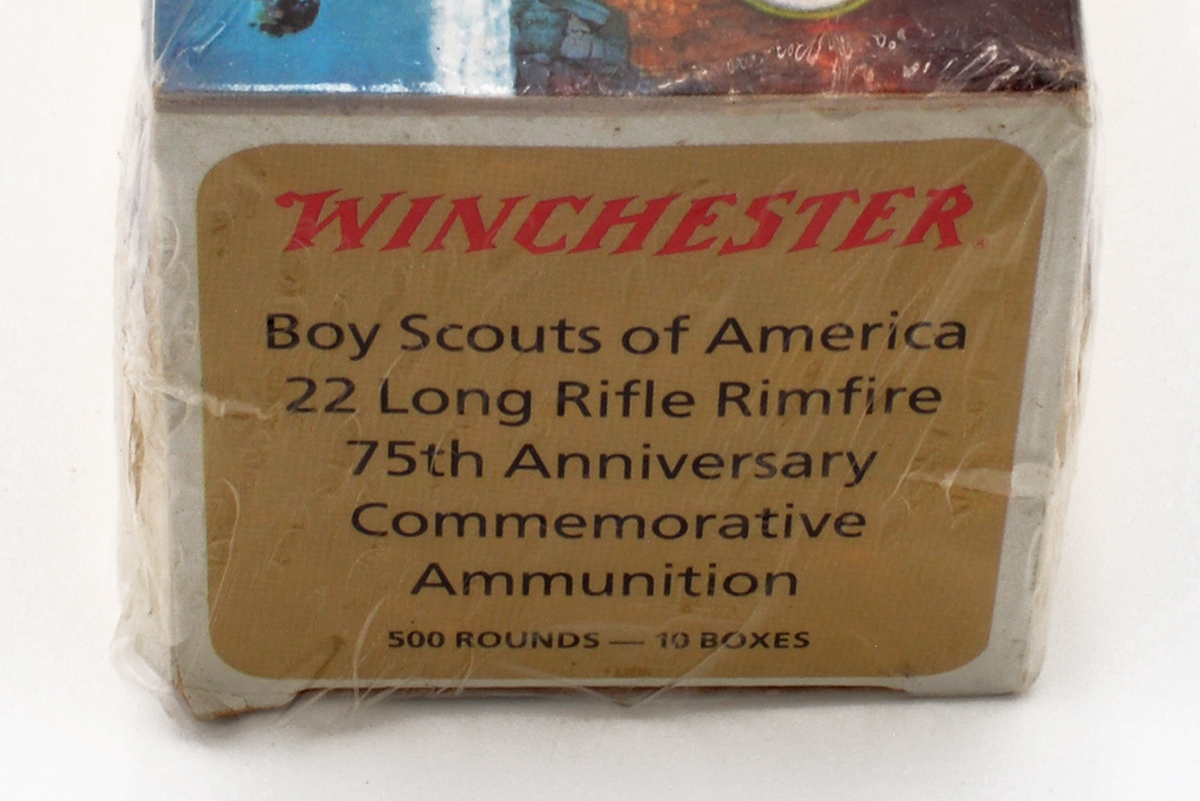 WINCHESTER®
Boy Scouts of America
22 Long Rifle Rimfire
75th Anniversary
Commemorative
Ammunition
500 ROUNDS — 10 BOXES